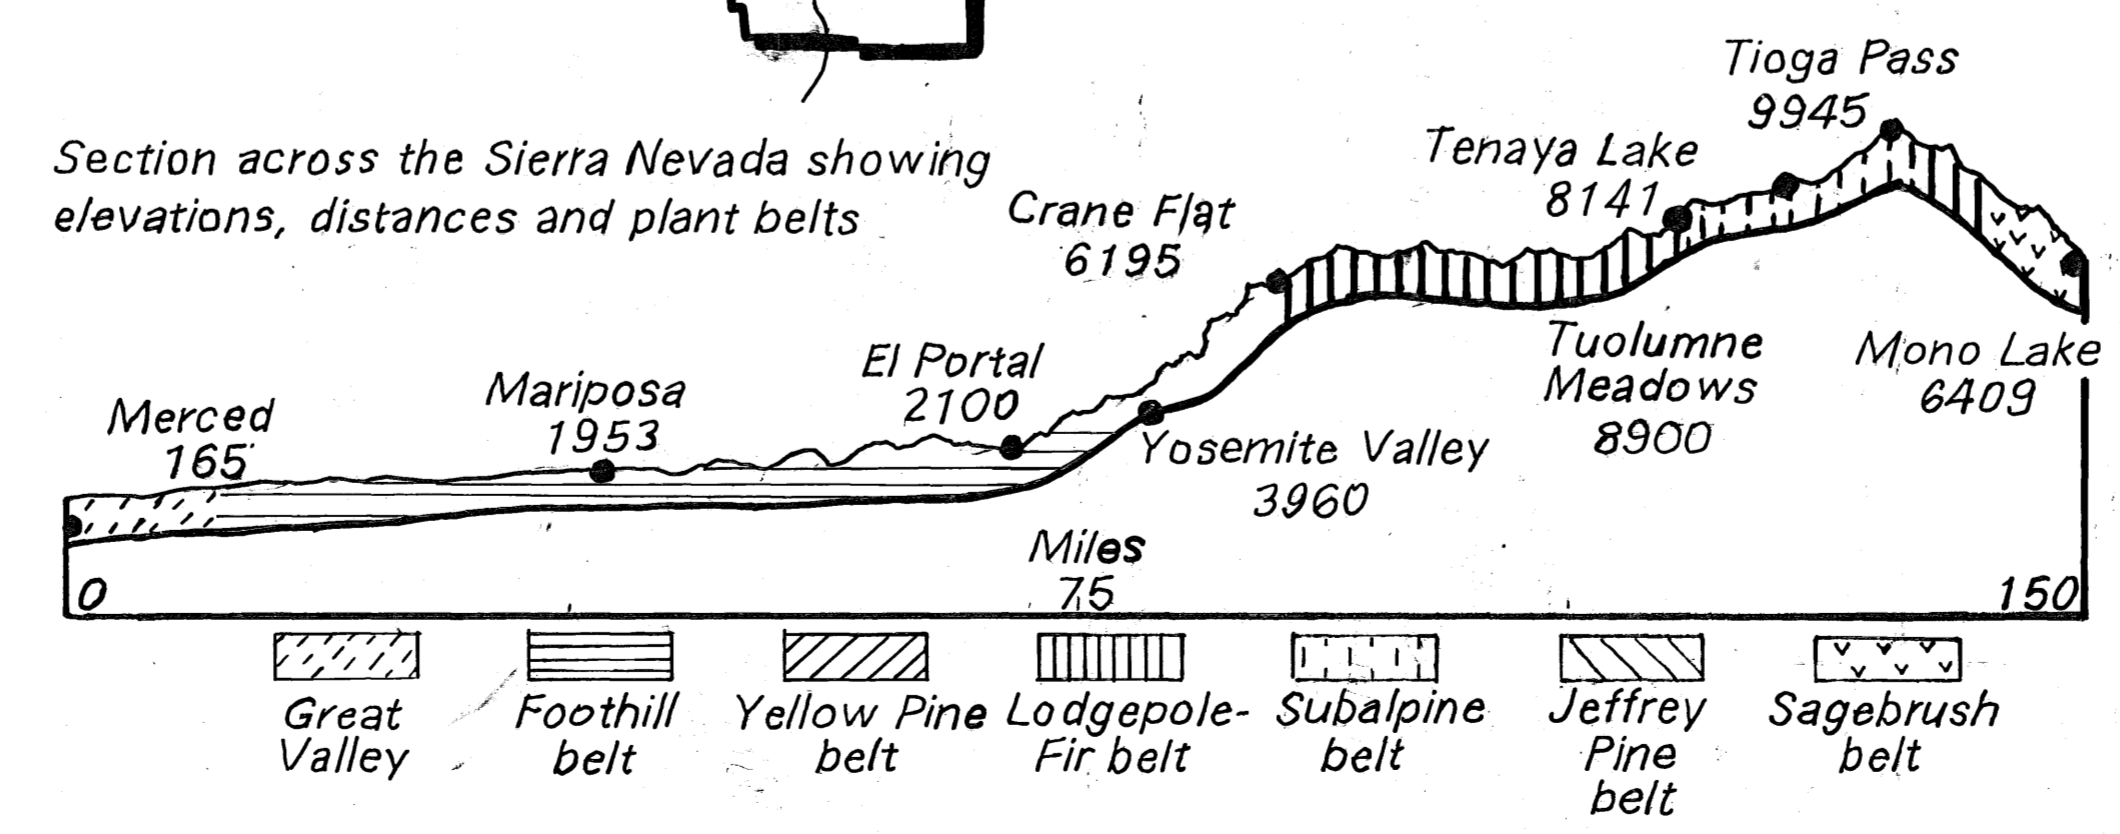 Section across the Sierra Nevada showing
elevations, distances and plant belts
Merced
165
Mariposa
1953
El Portal
2100
Crane Flat
6195
Tenaya Lake
8141
Tioga Pass
9945
Yosemite Valley
3960
Tuolumne
Meadows
8900
Mono Lake
6409
Miles
0
75
150
Great
Valley
Foothill
belt
Yellow Pine
belt
Lodgepole-
Fir belt
Subalpine
belt
Jeffrey
Pine
belt
Sagebrush
belt